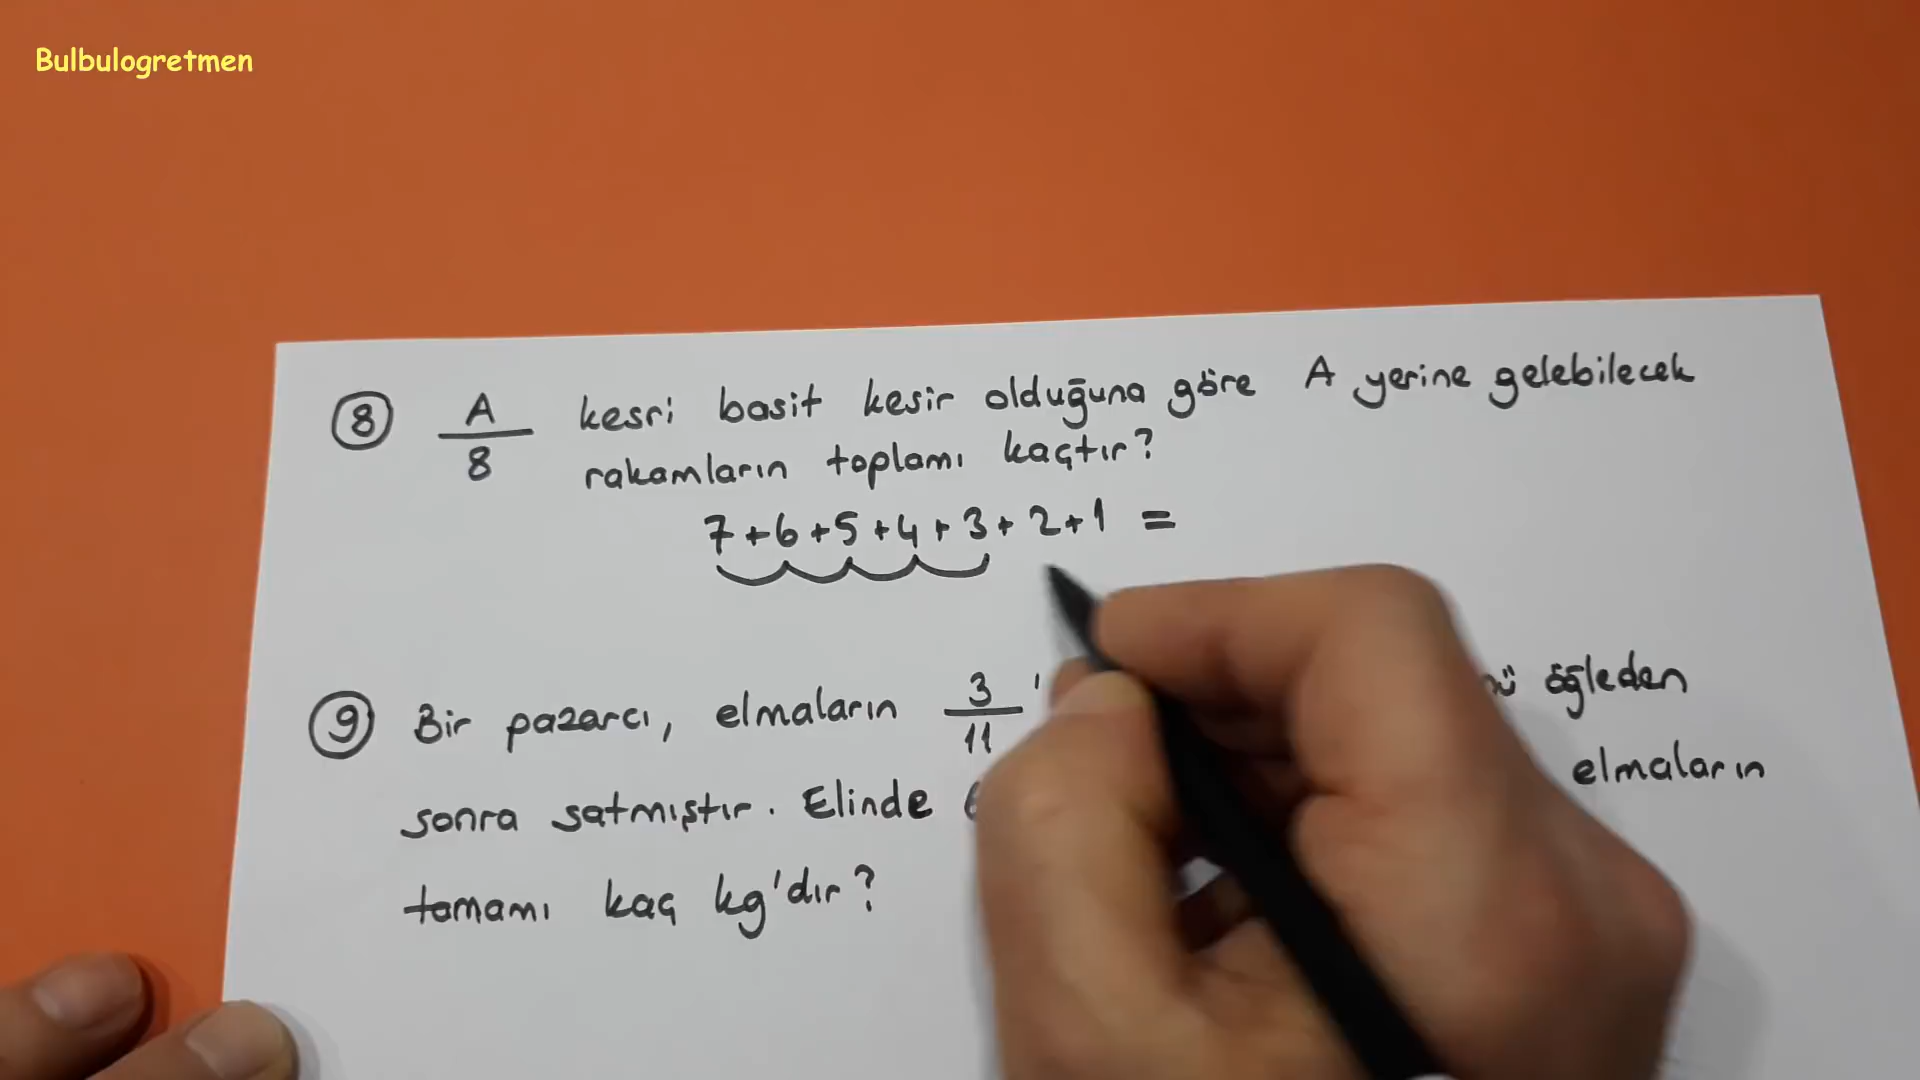 Bulbulogretmen
8 A/8 kesri basit kesir olduğuna göre A yerine gelebilecek
rakamların toplamı kaçtır?
7+6+5+4+3+2+1 =
9 Bir pazarcı, elmaların 3/11' öğleden
sonra satmıştır. Elinde elmaların
tamamı kaç kg'dır?